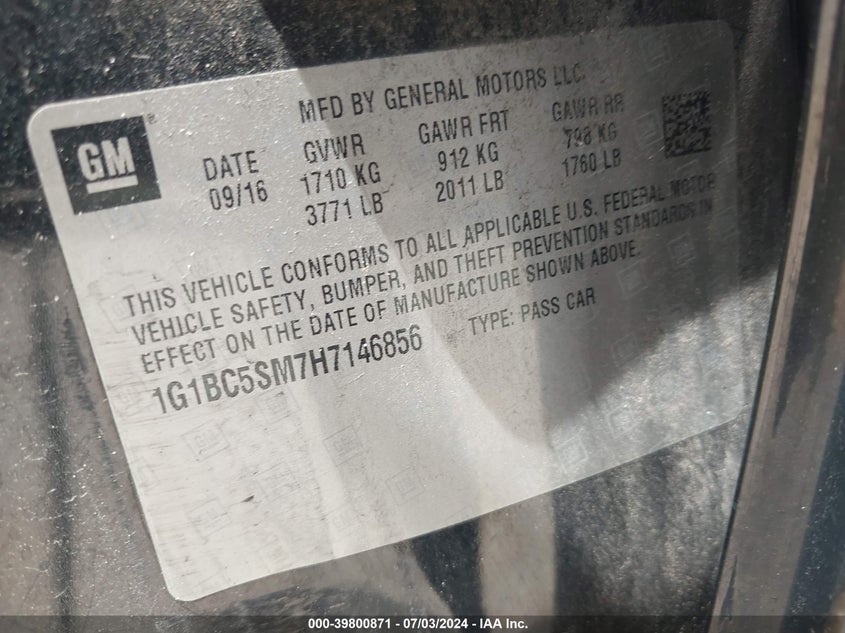 MFD BY GENERAL MOTORS LLC.
GM®
DATE
09/16
GVWR
1710 KG
3771 LB
GAWR FRT
912 KG
2011 LB
GAWR RR
798 KG
1760 LB
THIS VEHICLE CONFORMS TO ALL APPLICABLE U.S. FEDERAL MOTOR
VEHICLE SAFETY, BUMPER, AND THEFT PREVENTION STANDARDS IN
EFFECT ON THE DATE OF MANUFACTURE SHOWN ABOVE.
1G1BC5SM7H7146856
TYPE: PASS CAR
000-39800871 - 07/03/2024 - IAA Inc.